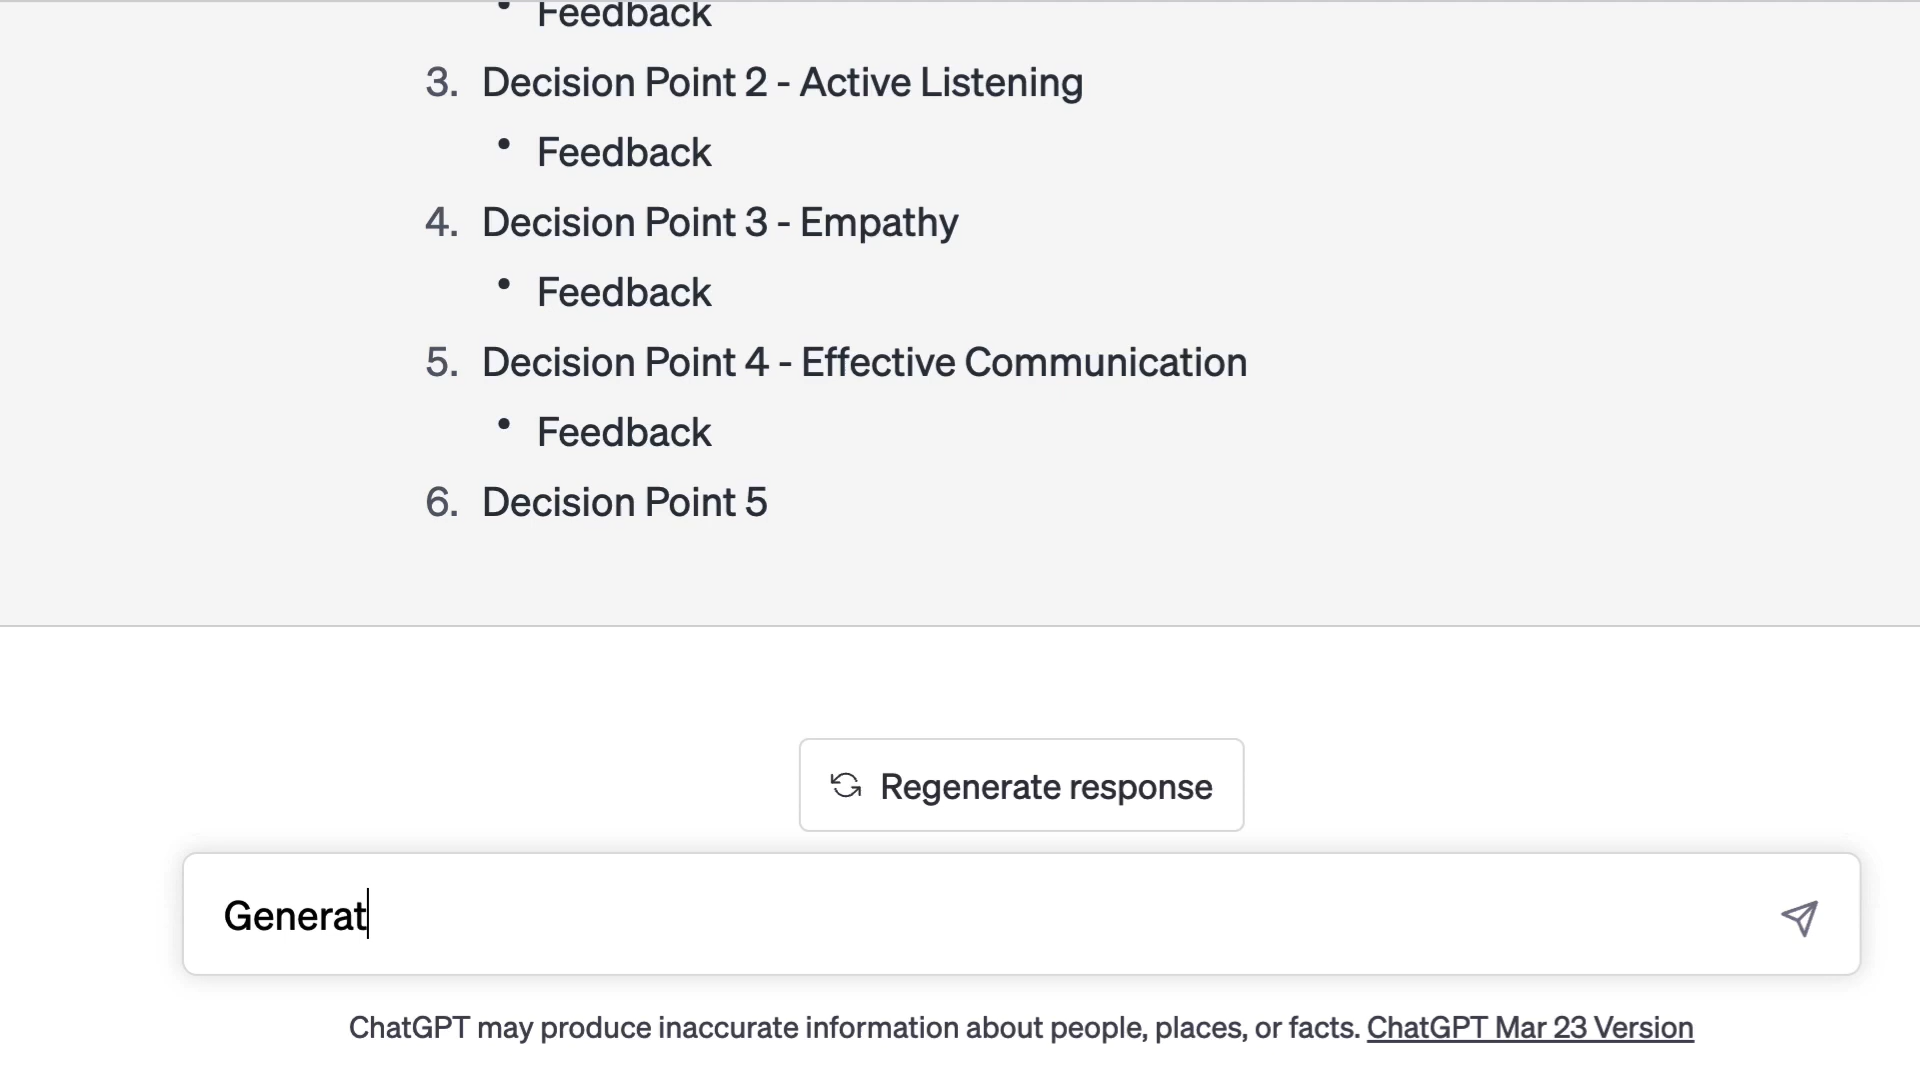 Feedback
3. Decision Point 2 - Active Listening
• Feedback
4. Decision Point 3 - Empathy
• Feedback
5. Decision Point 4 - Effective Communication
• Feedback
6. Decision Point 5
Regenerate response
Generat
ChatGPT may produce inaccurate information about people, places, or facts. ChatGPT Mar 23 Version